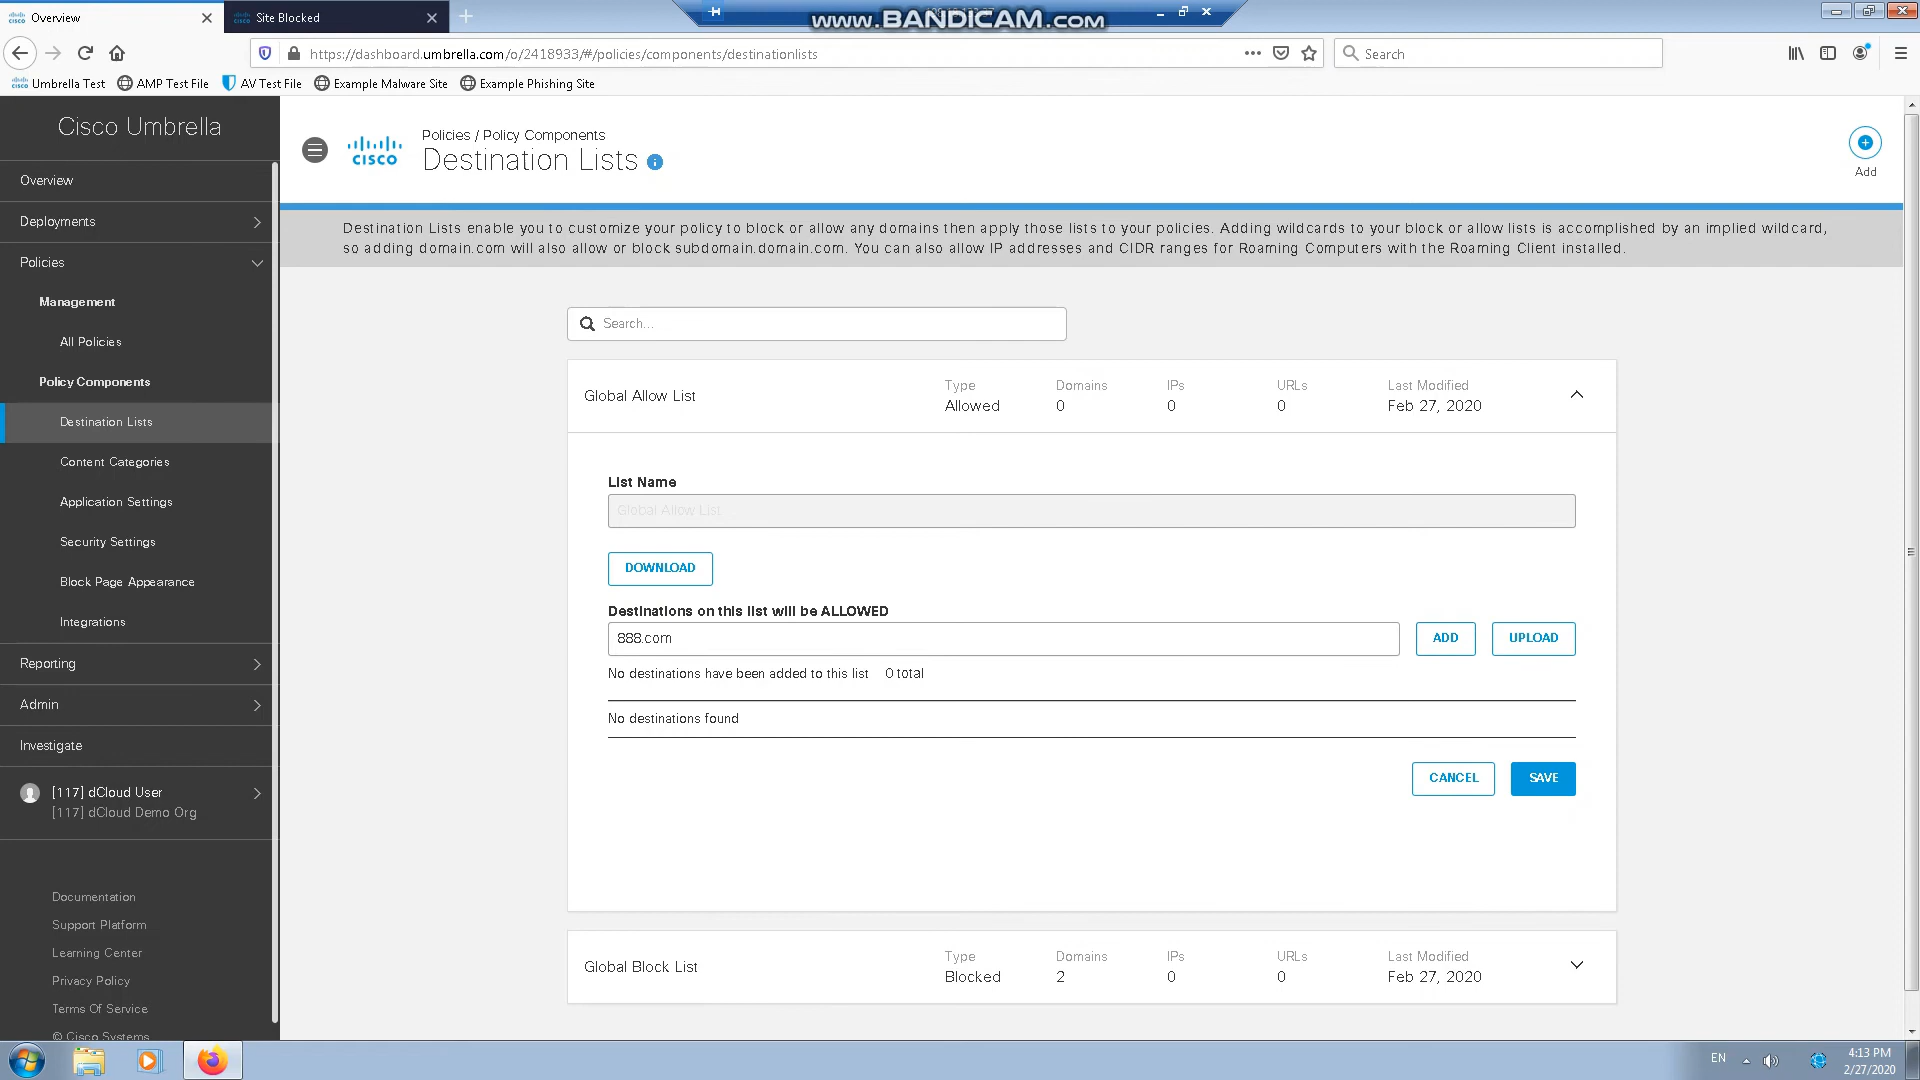 Overview
Site Blocked
www.BANDICAM.com
https://dashboard.umbrella.com/o/2418933/#/policies/components/destinationlists
Search
Umbrella Test
AMP Test File
AV Test File
Example Malware Site
Example Phishing Site
Cisco Umbrella
Overview
Deployments
Policies
Management
All Policies
Policy Components
Destination Lists
Content Categories
Application Settings
Security Settings
Block Page Appearance
Integrations
Reporting
Admin
Investigate
[117] dCloud User
[117] dCloud Demo Org
Documentation
Support Platform
Learning Center
Privacy Policy
Terms Of Service
© Cisco Systems
CISCO
Policies / Policy Components
Destination Lists
Add
Destination Lists enable you to customize your policy to block or allow any domains then apply those lists to your policies. Adding wildcards to your block or allow lists is accomplished by an implied wildcard,
so adding domain.com will also allow or block subdomain.domain.com. You can also allow IP addresses and CIDR ranges for Roaming Computers with the Roaming Client installed.
Search...
Global Allow List
Type
Allowed
Domains
0
IPs
0
URLs
0
Last Modified
Feb 27, 2020
List Name
Global Allow List
DOWNLOAD
Destinations on this list will be ALLOWED
888.com
ADD
UPLOAD
No destinations have been added to this list 0 total
No destinations found
CANCEL
SAVE
Global Block List
Type
Blocked
Domains
2
IPs
0
URLs
0
Last Modified
Feb 27, 2020
EN
4:13 PM
2/27/2020